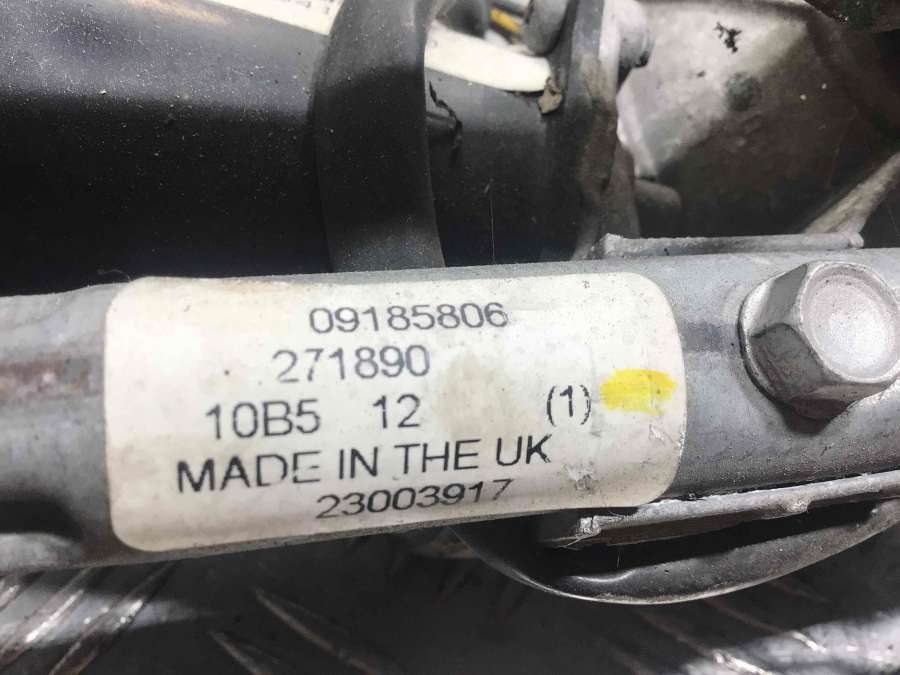 09185806
271890
10B5 12 (1)
MADE IN THE UK
23003917